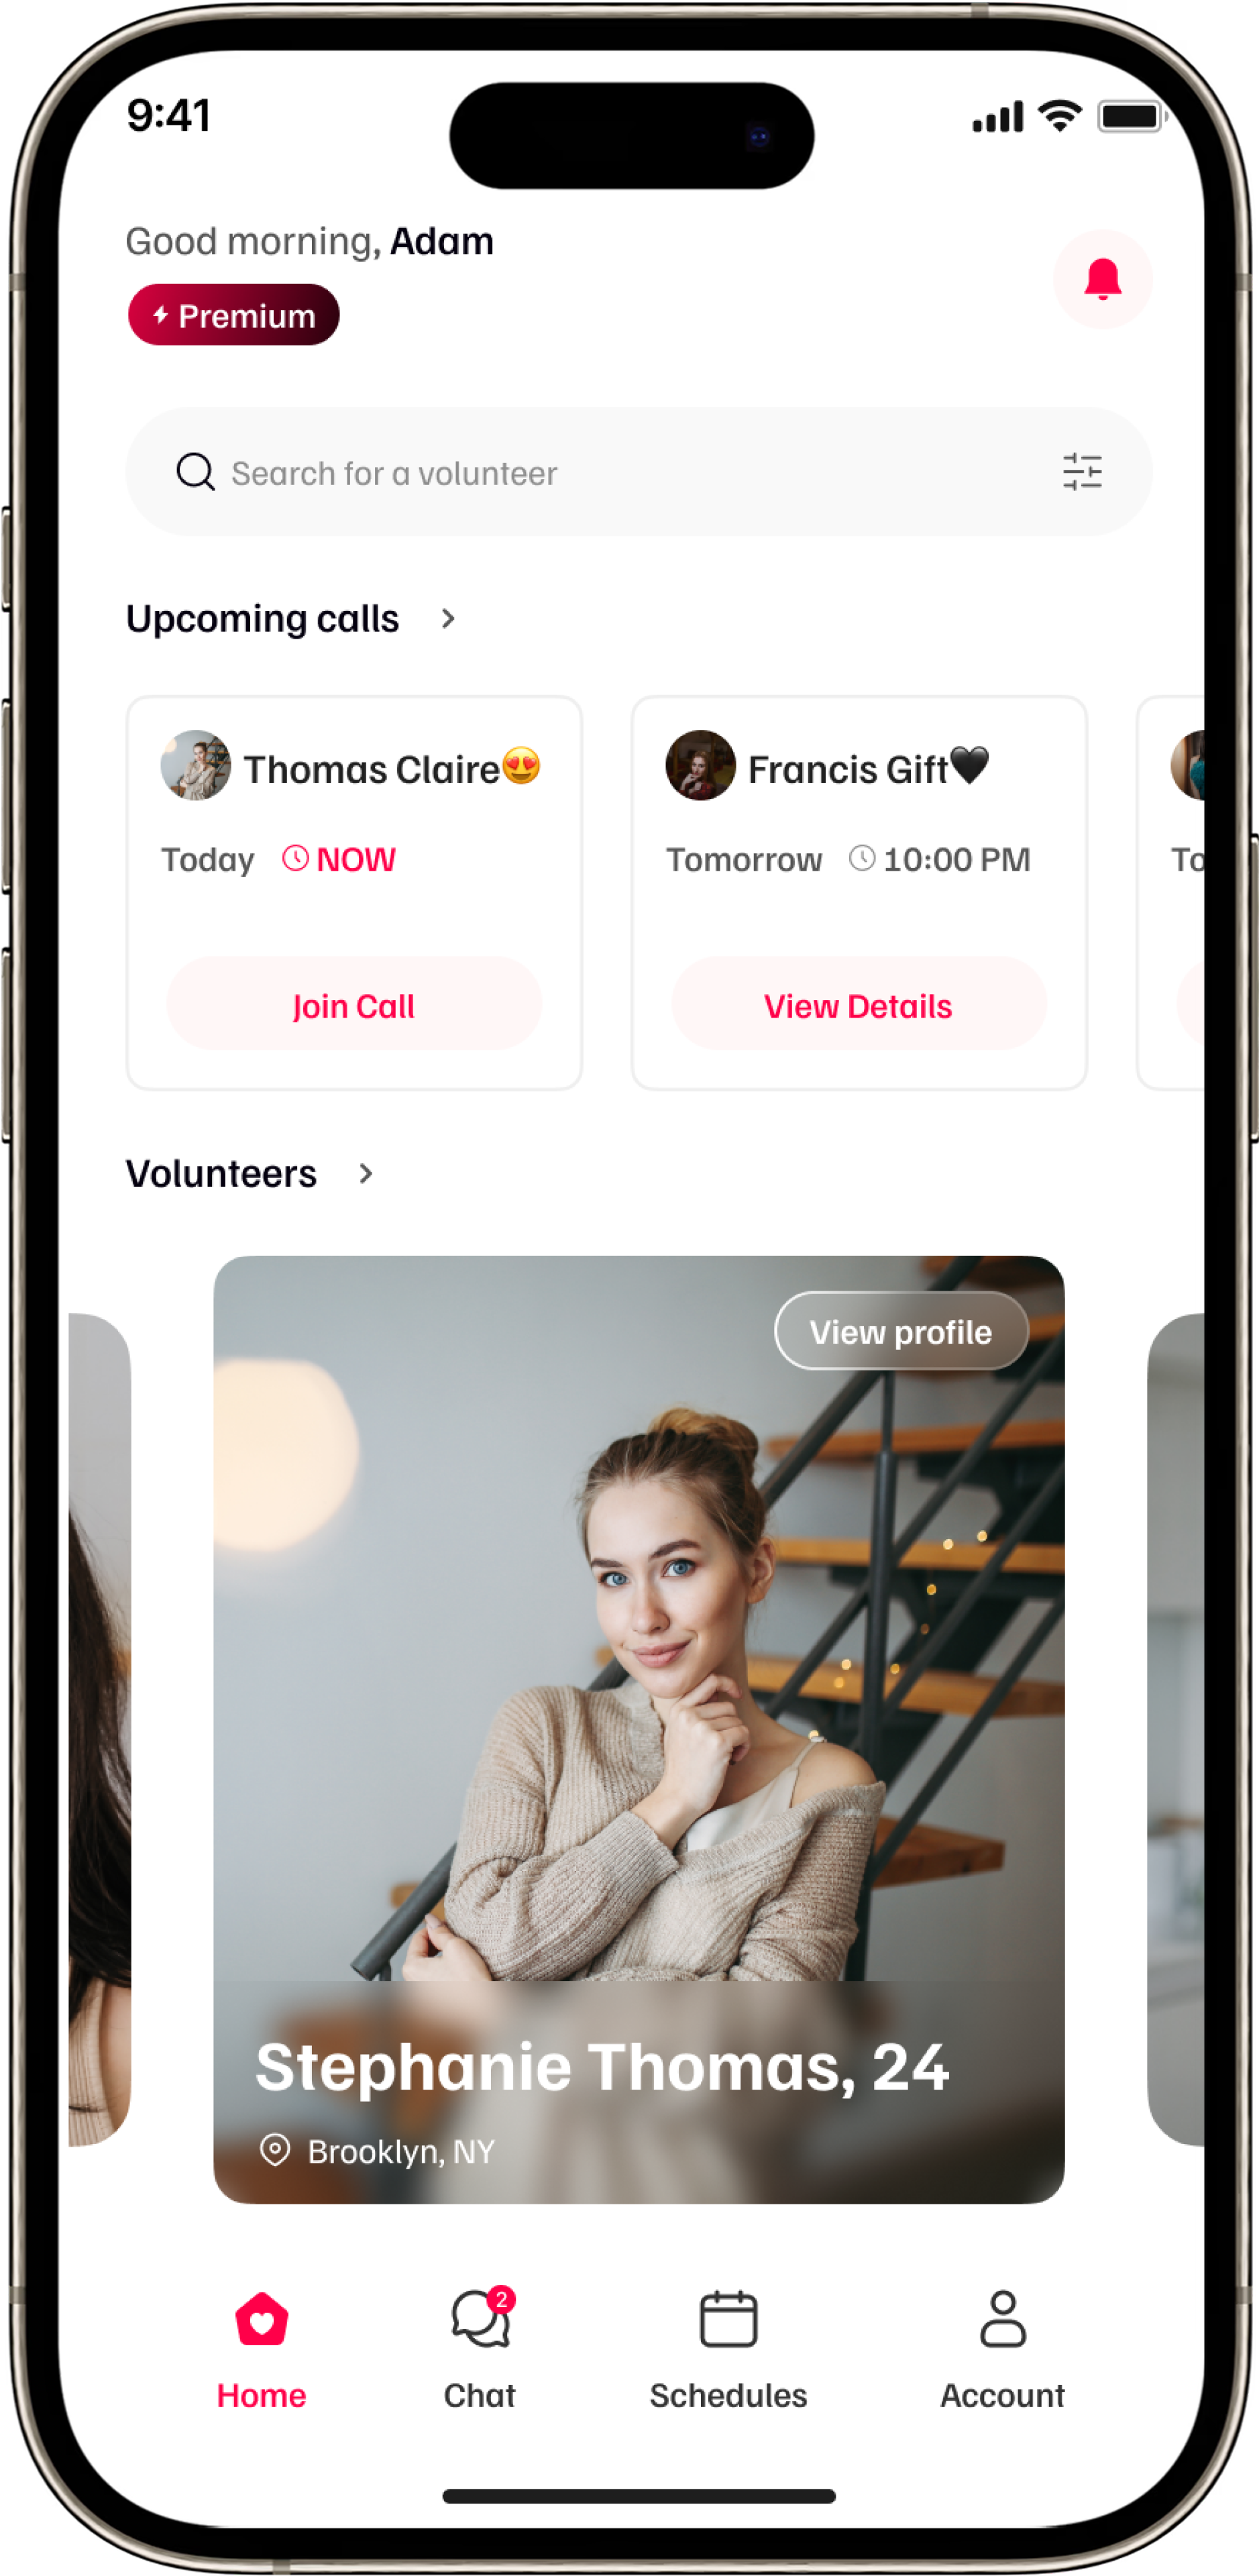 9:41
Good morning, Adam
Premium
Search for a volunteer
Upcoming calls
Thomas Claire😍
Today NOW
Join Call
Francis Gift🖤
Tomorrow 10:00 PM
View Details
To
Volunteers
View profile
Stephanie Thomas, 24
Brooklyn, NY
2
Home
Chat
Schedules
Account